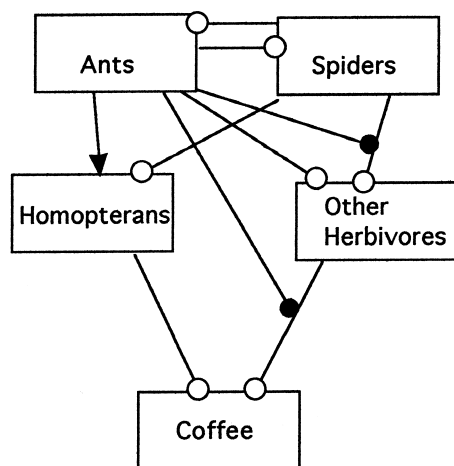 Ants
Spiders
Homopterans
Other
Herbivores
Coffee